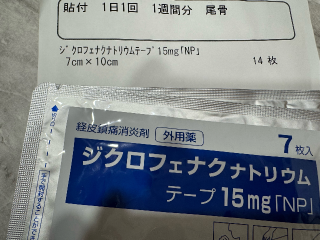 貼付 1日1回 1週間分 尾骨
ジクロフェナクナトリウムテープ15mg「NP」
7cm×10cm 14枚
経皮鎮痛消炎剤 外用薬 7枚入
ジクロフェナクナトリウム
テープ15mg「NP」